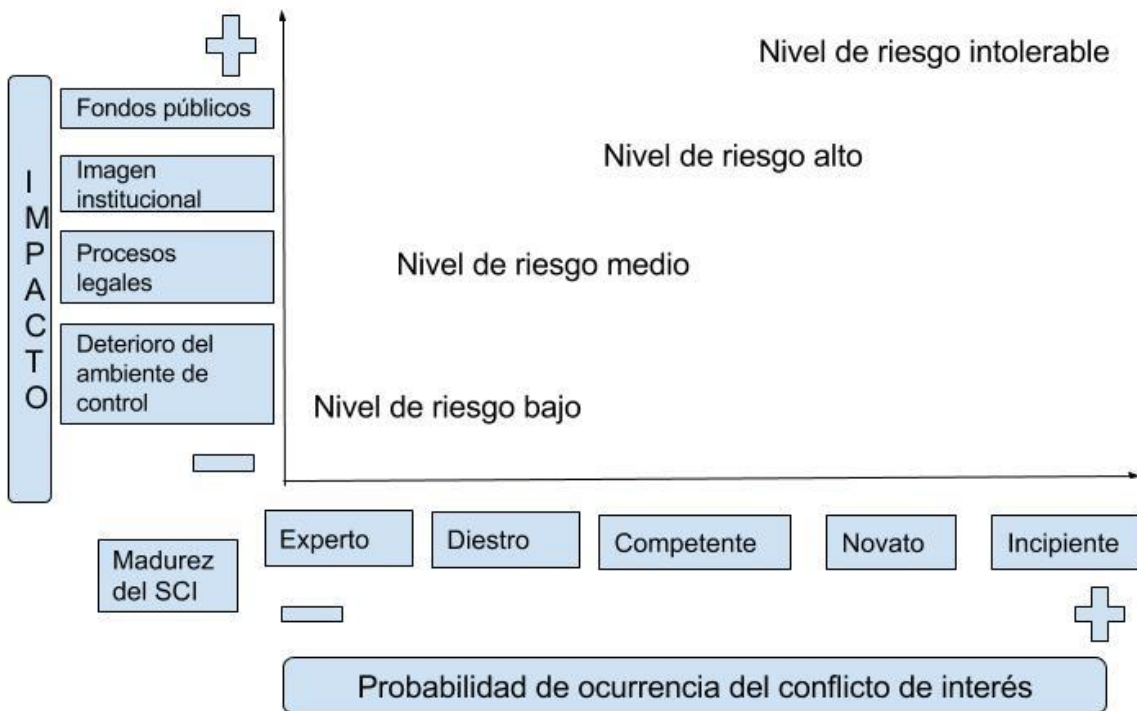 Nivel de riesgo intolerable
Fondos públicos
Nivel de riesgo alto
Imagen
institucional
I
M
P
A
C
T
O
Procesos
legales
Nivel de riesgo medio
Deterioro del
ambiente de
control
Nivel de riesgo bajo
Experto
Diestro
Competente
Novato
Incipiente
Madurez
del SCI
Probabilidad de ocurrencia del conflicto de interés